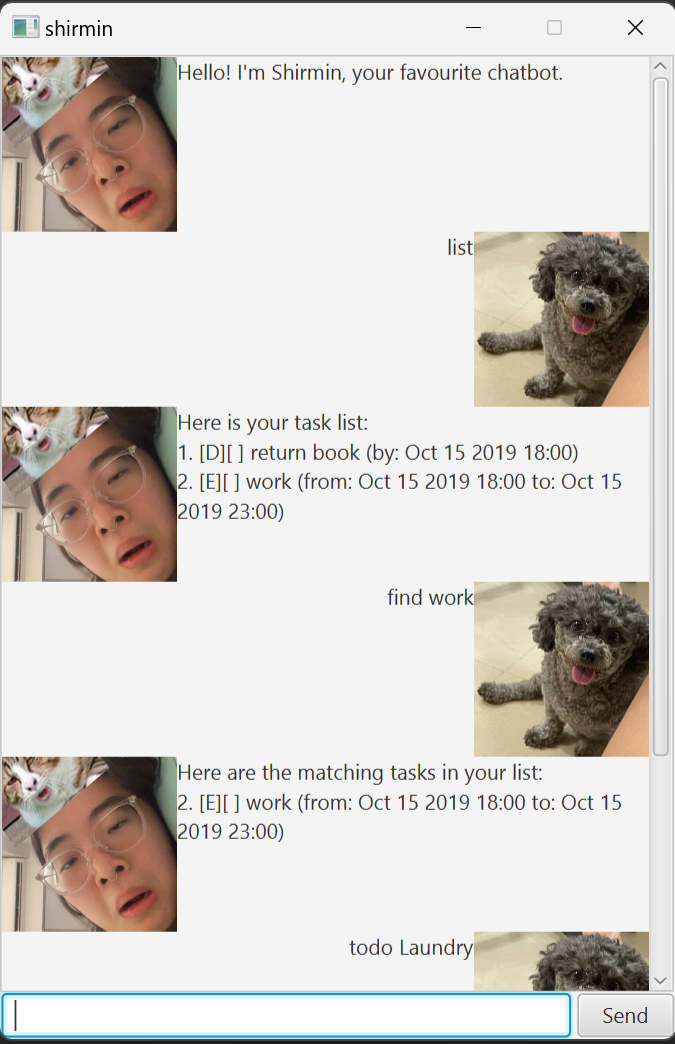 shirmin
Hello! I'm Shirmin, your favourite chatbot.
list
Here is your task list:
1. [D][ ] return book (by: Oct 15 2019 18:00)
2. [E][ ] work (from: Oct 15 2019 18:00 to: Oct 15
2019 23:00)
find work
Here are the matching tasks in your list:
2. [E][ ] work (from: Oct 15 2019 18:00 to: Oct 15
2019 23:00)
todo Laundry
Send